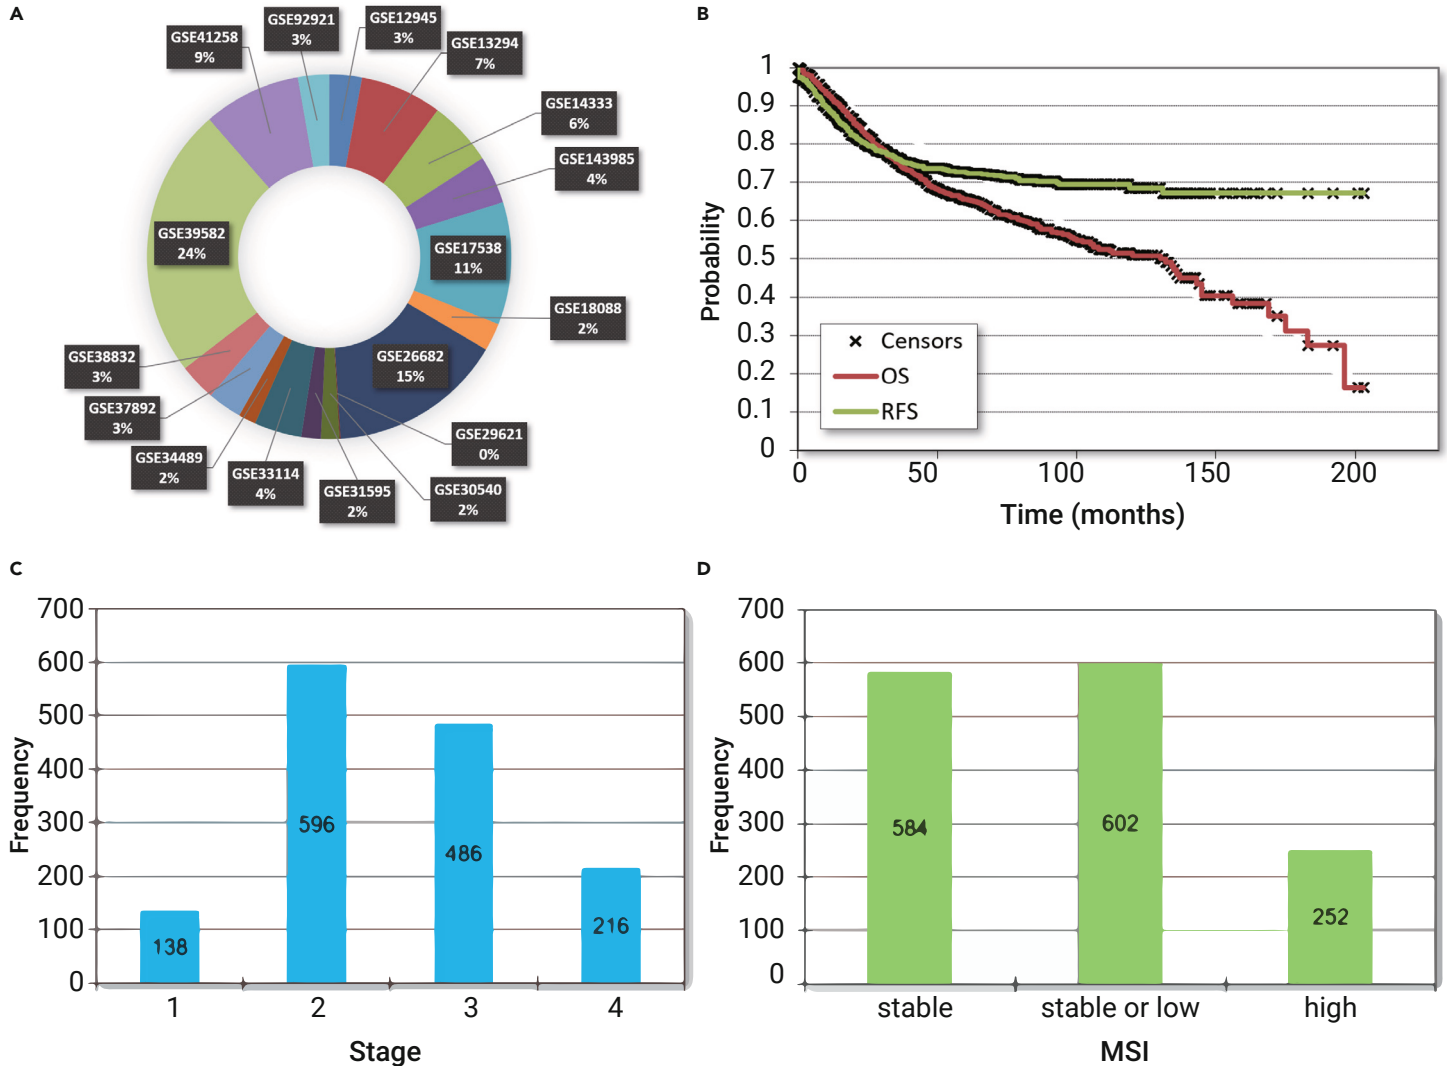 A
GSE92921
3%
GSE12945
3%
GSE41258
9%
GSE13294
7%
GSE14333
6%
GSE143985
4%
GSE39582
24%
GSE17538
11%
GSE18088
2%
GSE38832
3%
GSE26682
15%
GSE37892
3%
GSE29621
0%
GSE34489
2%
GSE33114
4%
GSE31595
2%
GSE30540
2%
B
1
0.9
0.8
0.7
0.6
0.5
0.4
0.3
0.2
0.1
0
Probability
Censors
OS
RFS
0 50 100 150 200
Time (months)
C
700
600
500
400
300
200
100
0
Frequency
138
596
486
216
1 2 3 4
Stage
D
700
600
500
400
300
200
100
0
Frequency
584
602
252
stable stable or low high
MSI